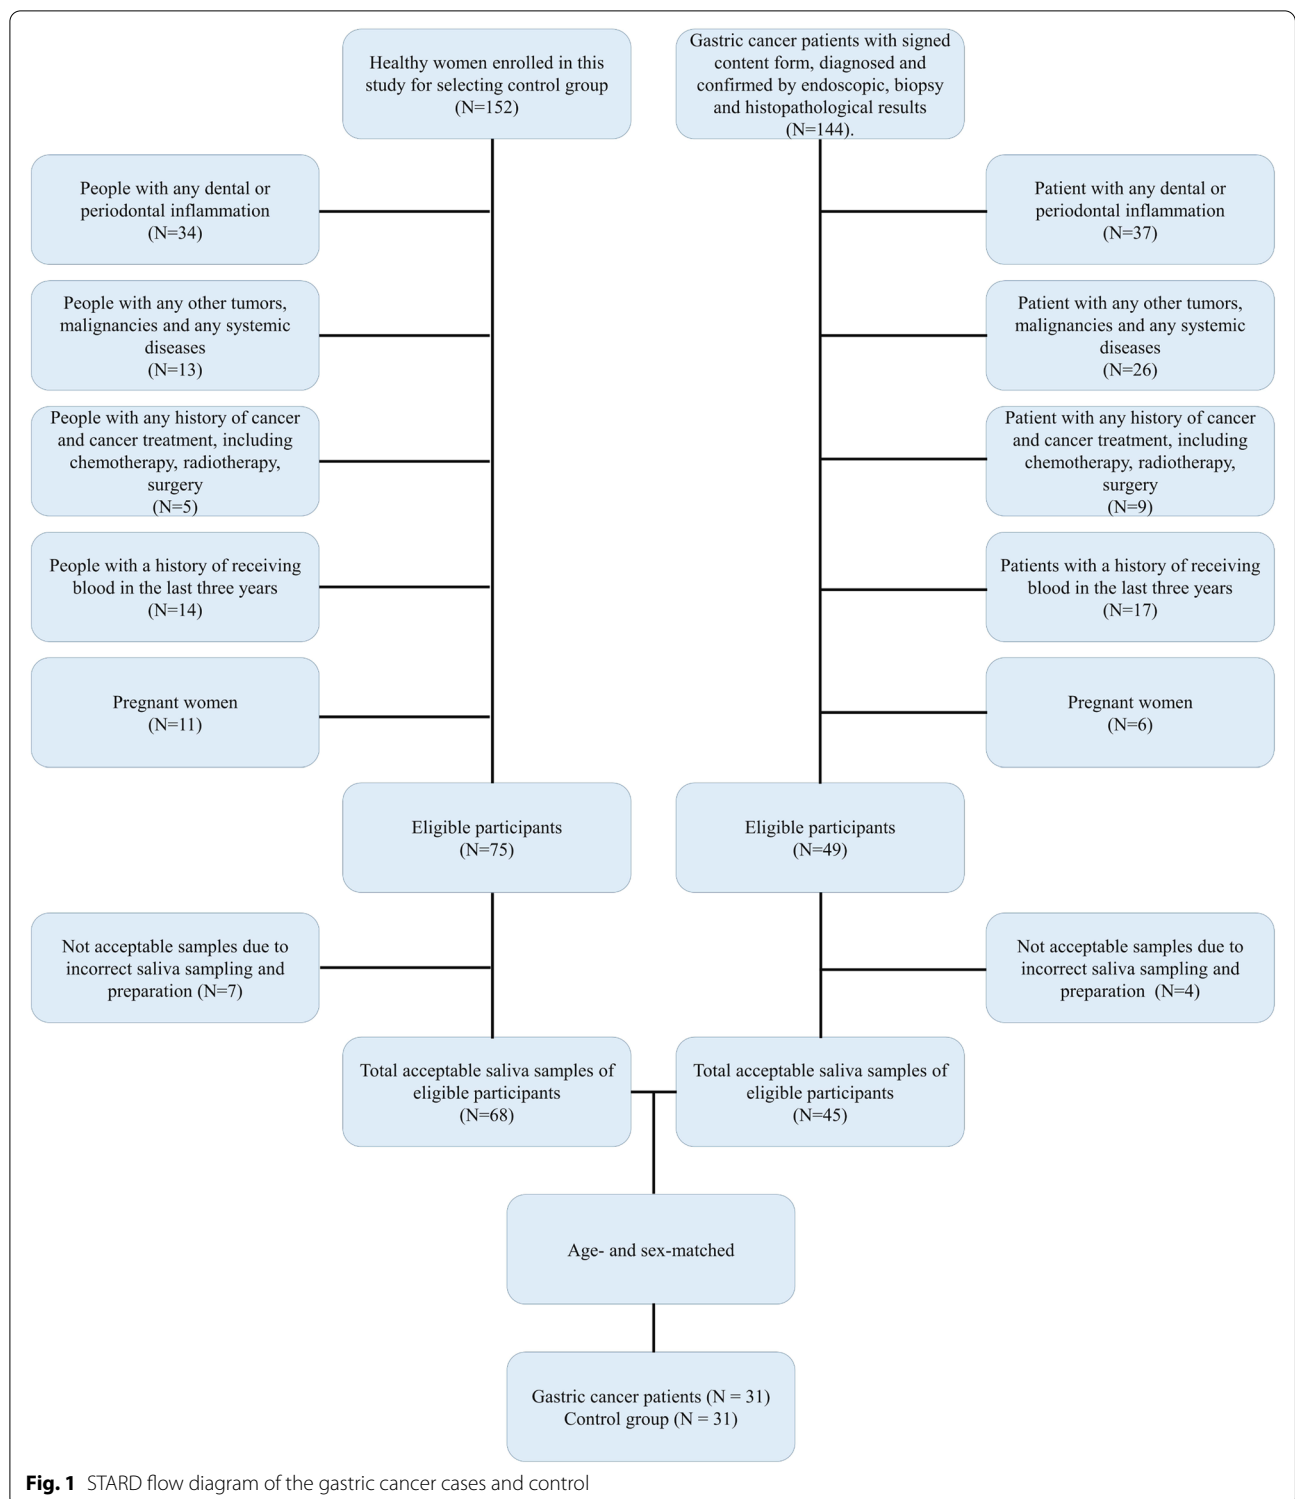 Healthy women enrolled in this
study for selecting control group
(N=152)
Gastric cancer patients with signed
content form, diagnosed and
confirmed by endoscopic, biopsy
and histopathological results
(N=144).
People with any dental or
periodontal inflammation
(N=34)
Patient with any dental or
periodontal inflammation
(N=37)
People with any other tumors,
malignancies and any systemic
diseases
(N=13)
Patient with any other tumors,
malignancies and any systemic
diseases
(N=26)
People with any history of cancer
and cancer treatment, including
chemotherapy, radiotherapy,
surgery
(N=5)
Patient with any history of cancer
and cancer treatment, including
chemotherapy, radiotherapy,
surgery
(N=9)
People with a history of receiving
blood in the last three years
(N=14)
Patients with a history of receiving
blood in the last three years
(N=17)
Pregnant women
(N=11)
Pregnant women
(N=6)
Eligible participants
(N=75)
Eligible participants
(N=49)
Not acceptable samples due to
incorrect saliva sampling and
preparation (N=7)
Not acceptable samples due to
incorrect saliva sampling and
preparation (N=4)
Total acceptable saliva samples of
eligible participants
(N=68)
Total acceptable saliva samples of
eligible participants
(N=45)
Age- and sex-matched
Gastric cancer patients (N = 31)
Control group (N = 31)
Fig. 1 STARD flow diagram of the gastric cancer cases and control